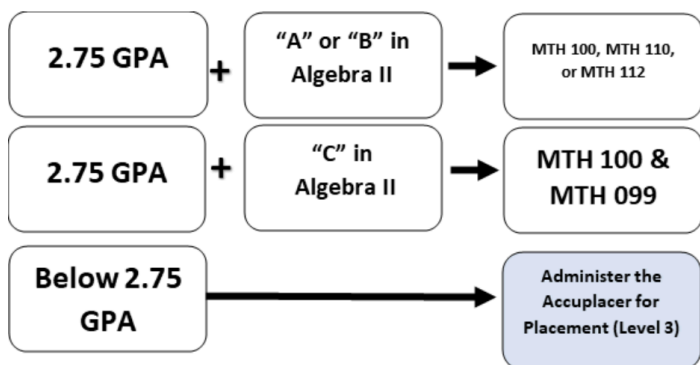 2.75 GPA
+
“A” or “B” in
Algebra II
MTH 100, MTH 110,
or MTH 112
2.75 GPA
+
“C” in
Algebra II
MTH 100 &
MTH 099
Below 2.75
GPA
Administer the
Accuplacer for
Placement (Level 3)